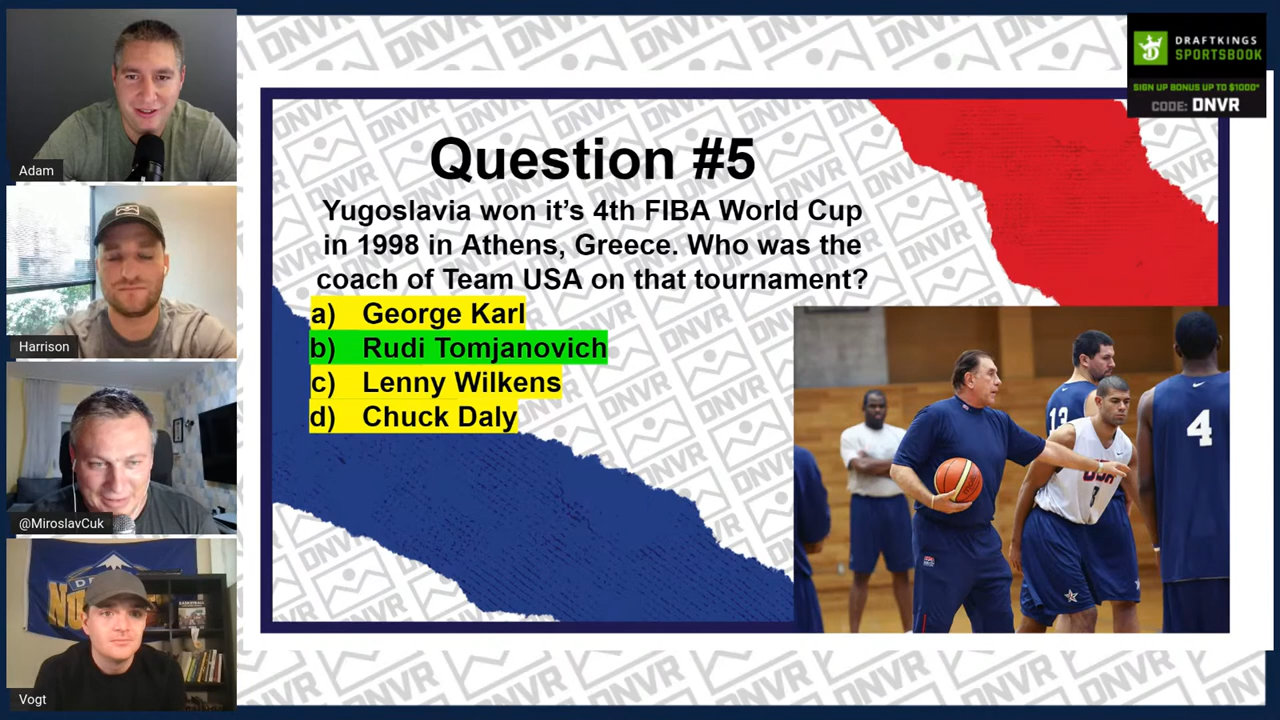 Adam
Harrison
@MiroslavCuk
Vogt
DRAFTKINGS
SPORTSBOOK
SIGN UP BONUS UP TO $1000*
CODE: DNVR
Question #5
Yugoslavia won it’s 4th FIBA World Cup
in 1998 in Athens, Greece. Who was the
coach of Team USA on that tournament?
a) George Karl
b) Rudi Tomjanovich
c) Lenny Wilkens
d) Chuck Daly
13
4
DNVR